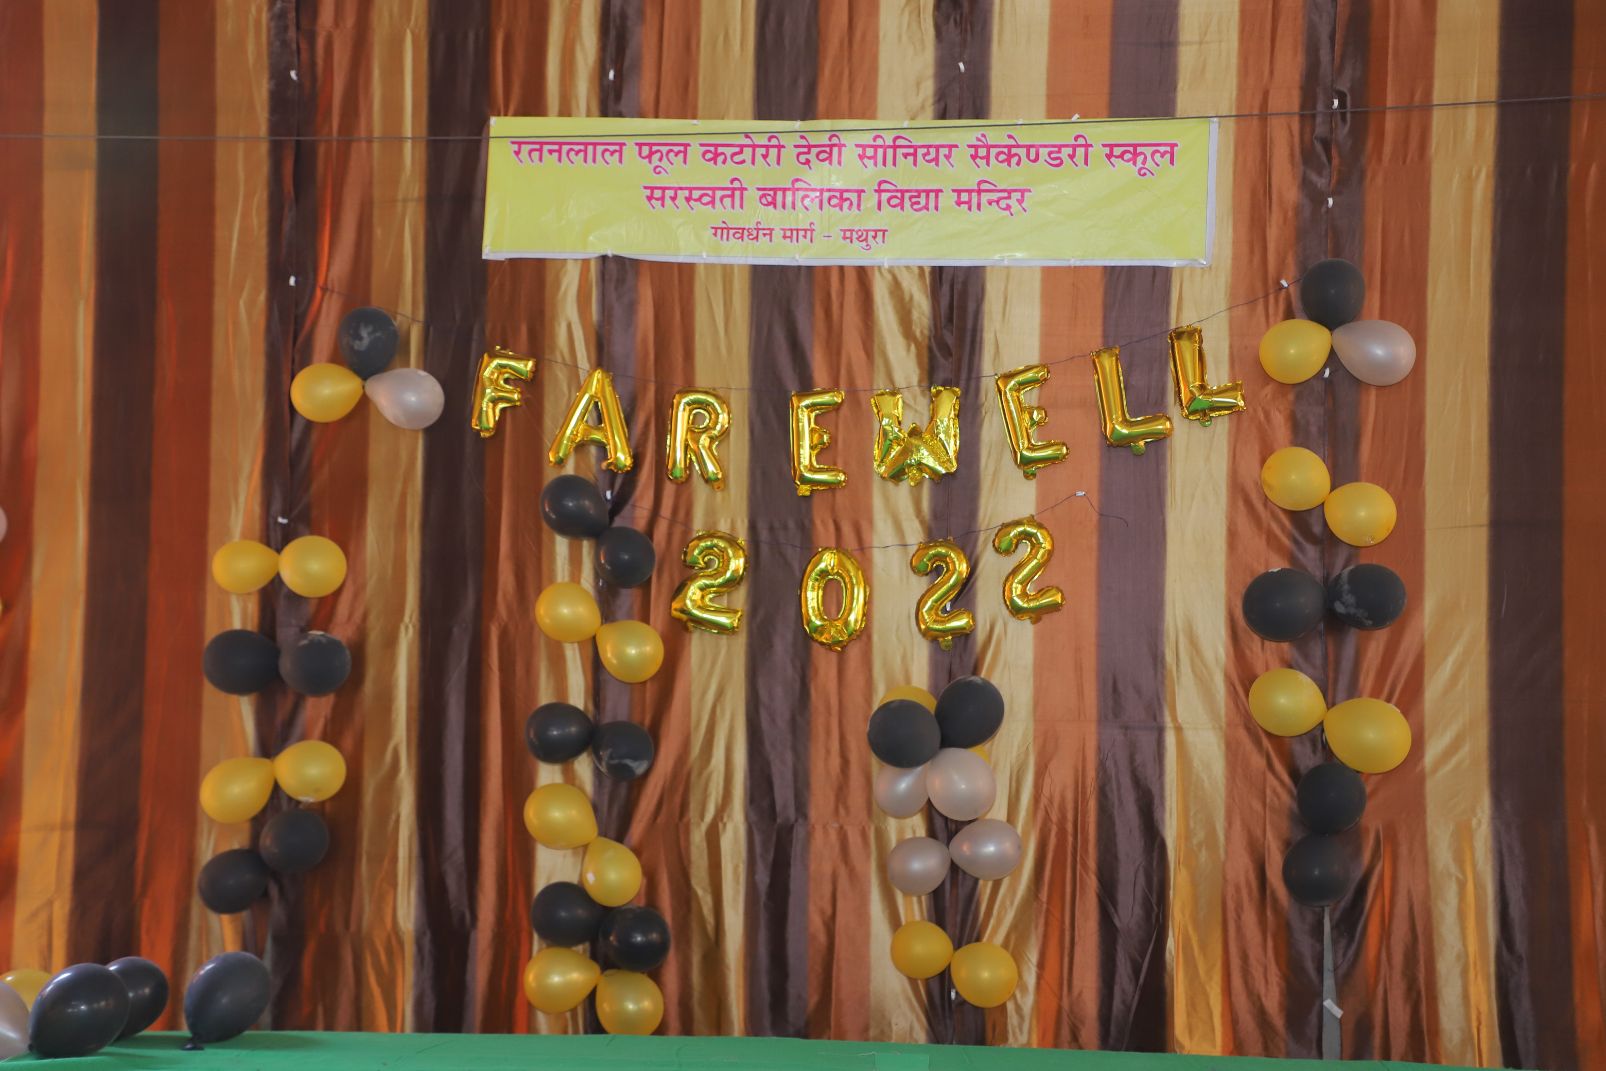 रतनलाल फूल कटोरी देवी सीनियर सैकेण्डरी स्कूल
सरस्वती बालिका विद्या मन्दिर
गोवर्धन मार्ग - मथुरा
FAREWELL
2022